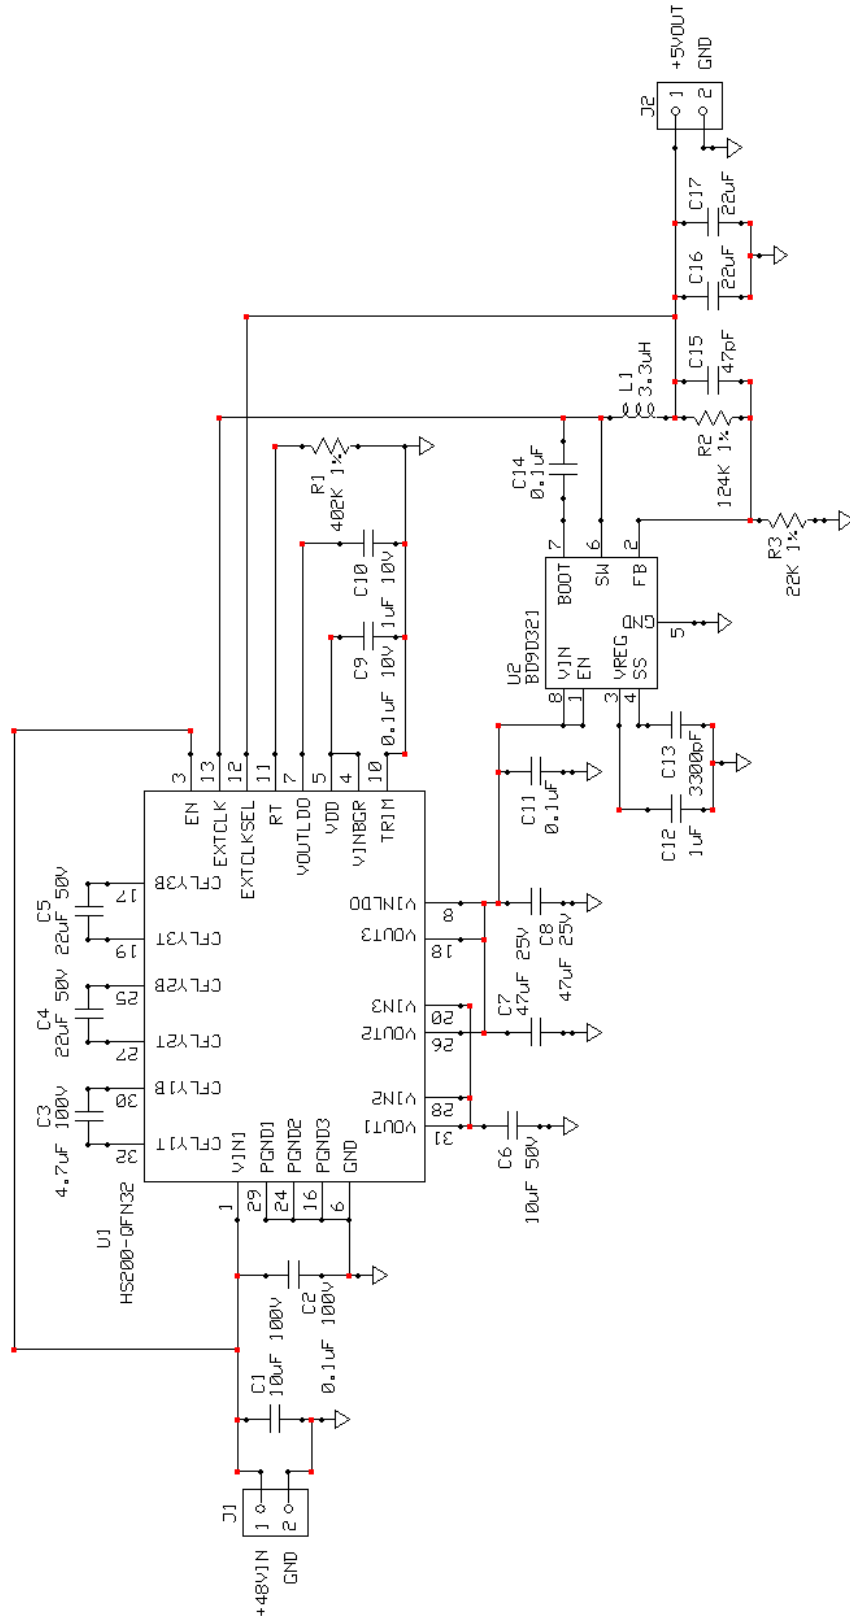 J1
+48VIN
1
GND
2
C1
10uF 100V
C2
0.1uF 100V
U1
HS200-QFN32
C3
4.7uF 100V
C4
22uF 50V
C5
22uF 50V
32
CFLY1T
30
CFLY1B
27
CFLY2T
25
CFLY2B
19
CFLY3T
17
CFLY3B
1
VIN1
29
PGND1
24
PGND2
16
PGND3
6
GND
3
EN
13
EXTCLK
12
EXTCLKSEL
11
RT
7
VOUTLDO
5
VDD
4
VINBGR
10
TRIM
31
VOUT1
28
VIN2
26
VOUT2
20
VIN3
18
VOUT3
8
VINLDO
C6
10uF 50V
C7
47uF 25V
C8
47uF 25V
C9
0.1uF 10V
C10
1uF 10V
R1
402K 1%
C11
0.1uF
C12
1uF
C13
3300pF
U2
BD9D321
8
VIN
1
EN
3
VREG
4
SS
7
BOOT
6
SW
2
FB
5
GND
C14
0.1uF
L1
3.3uH
R2
124K 1%
R3
22K 1%
C15
47pF
C16
22uF
C17
22uF
J2
1
+5VOUT
2
GND